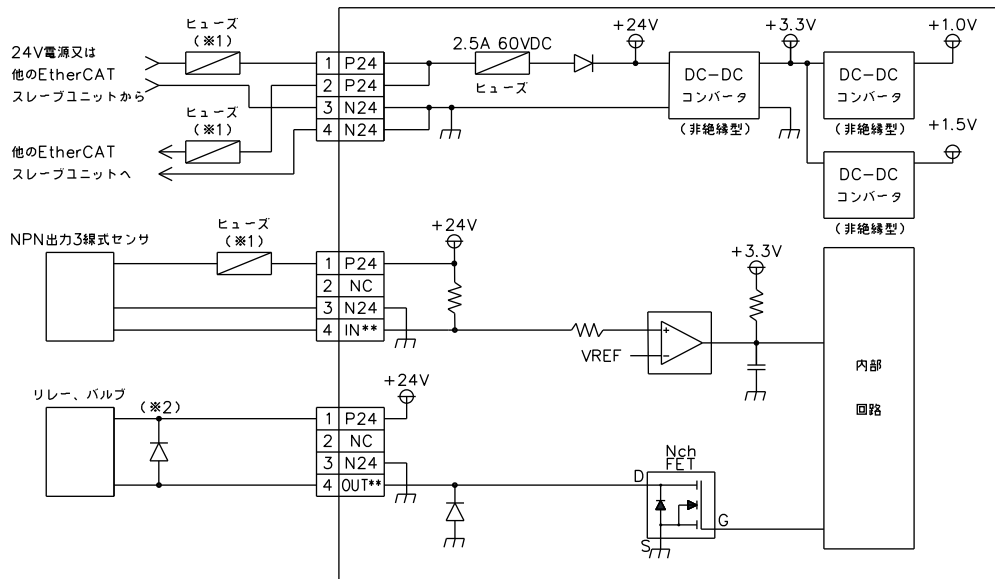 ヒューズ
(※1)
24V電源又は
他のEtherCAT
スレーブユニットから
ヒューズ
(※1)
他のEtherCAT
スレーブユニットへ
1 P24
2 P24
3 N24
4 N24
2.5A 60VDC
ヒューズ
+24V
DC-DC
コンバータ
(非絶縁型)
+3.3V
DC-DC
コンバータ
(非絶縁型)
+1.0V
+1.5V
DC-DC
コンバータ
(非絶縁型)
NPN出力3線式センサ
ヒューズ
(※1)
1 P24
2 NC
3 N24
4 IN**
+24V
VREF
+
-
+3.3V
内部
回路
リレー、バルブ
(※2)
1 P24
2 NC
3 N24
4 OUT**
+24V
Nch
FET
D
G
S